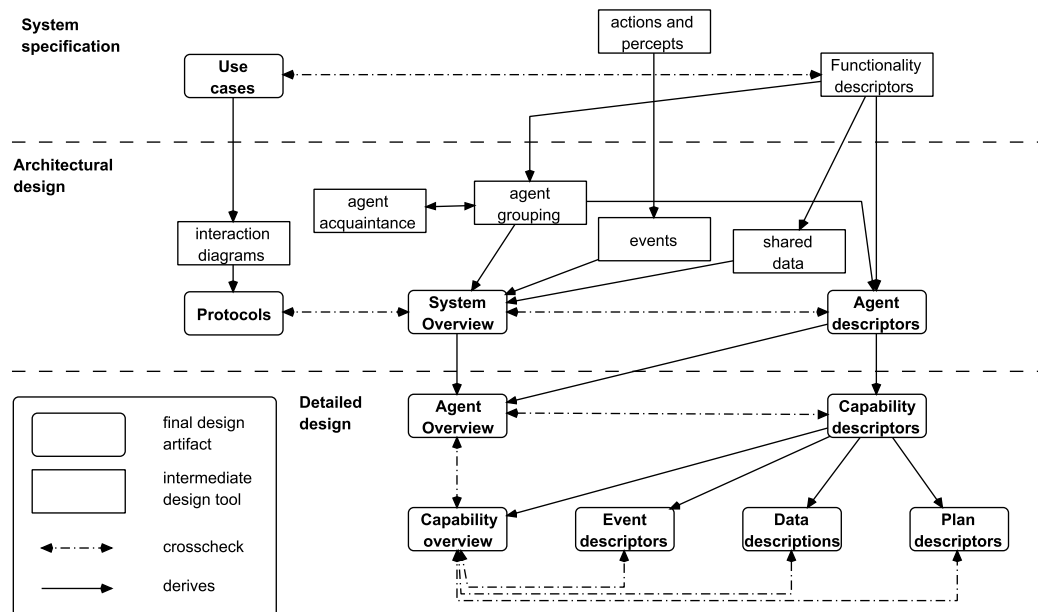 System
specification
actions and
percepts
Use
cases
Functionality
descriptors
Architectural
design
agent
acquaintance
agent
grouping
interaction
diagrams
events
shared
data
Protocols
System
Overview
Agent
descriptors
Detailed
design
Agent
Overview
Capability
descriptors
final design
artifact
intermediate
design tool
crosscheck
derives
Capability
overview
Event
descriptors
Data
descriptions
Plan
descriptors